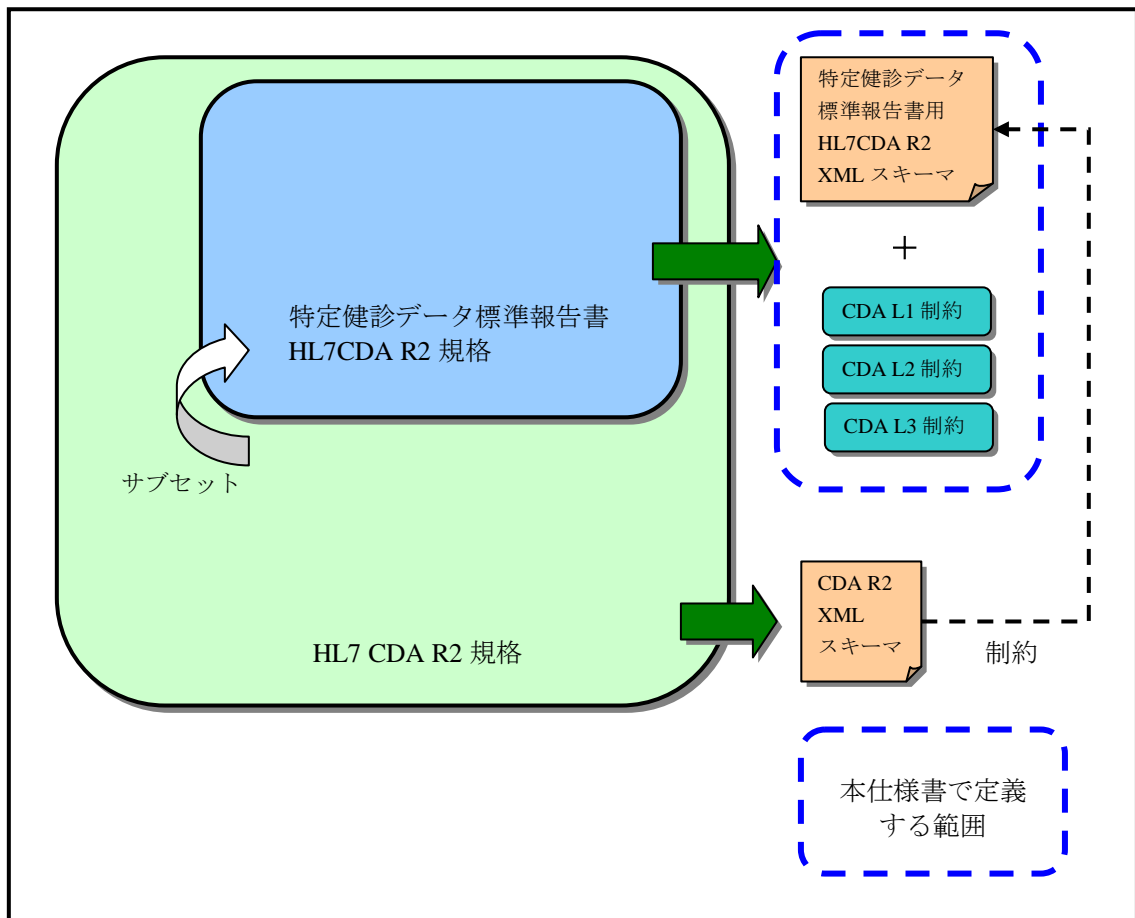 特定健診データ
標準報告書用
HL7CDA R2
XML スキーマ
+
CDA L1 制約
CDA L2 制約
CDA L3 制約
特定健診データ標準報告書
HL7CDA R2 規格
サブセット
HL7 CDA R2 規格
CDA R2
XML
スキーマ
制約
本仕様書で定義
する範囲